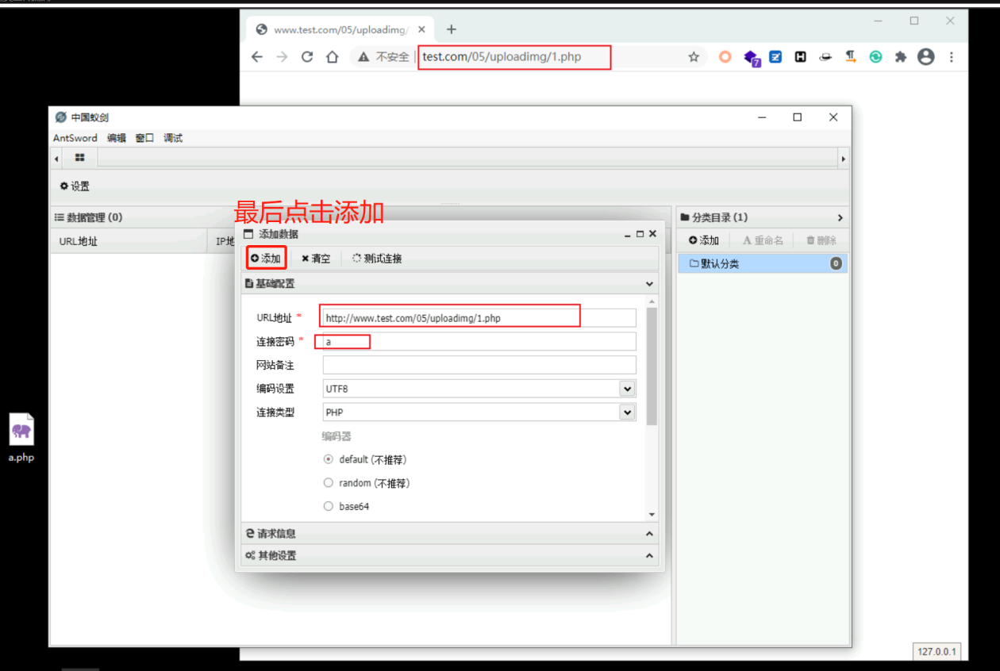 www.test.com/05/uploadimg/
不安全
test.com/05/uploadimg/1.php
7
中国蚁剑
AntSword 编辑 窗口 调试
设置
数据管理 (0)
分类目录 (1)
URL地址
IP地
添加 重命名 删除
默认分类 0
最后点击添加
添加数据
添加 清空 测试连接
基础配置
URL地址 * http://www.test.com/05/uploadimg/1.php
连接密码 * a
网站备注
编码设置 UTF8
连接类型 PHP
编码器
default (不推荐)
random (不推荐)
base64
请求信息
其他设置
a.php
127.0.0.1